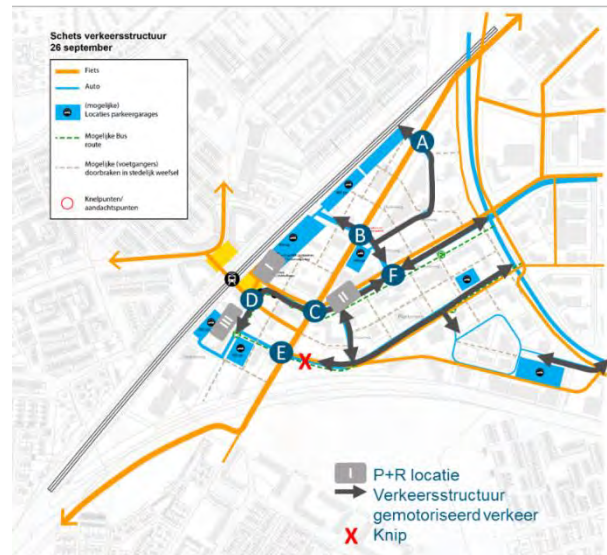 Schets verkeersstructuur
26 september
Fiets
Auto
(mogelijke)
Locaties parkeergarages
Mogelijke Bus
route
Mogelijke (voetgangers)
doorbraken in stedelijk weefsel
Knelpunten/
aandachtspunten
A
B
F
D
C
E
X
I P+R locatie
Verkeersstructuur
gemotoriseerd verkeer
X Knip